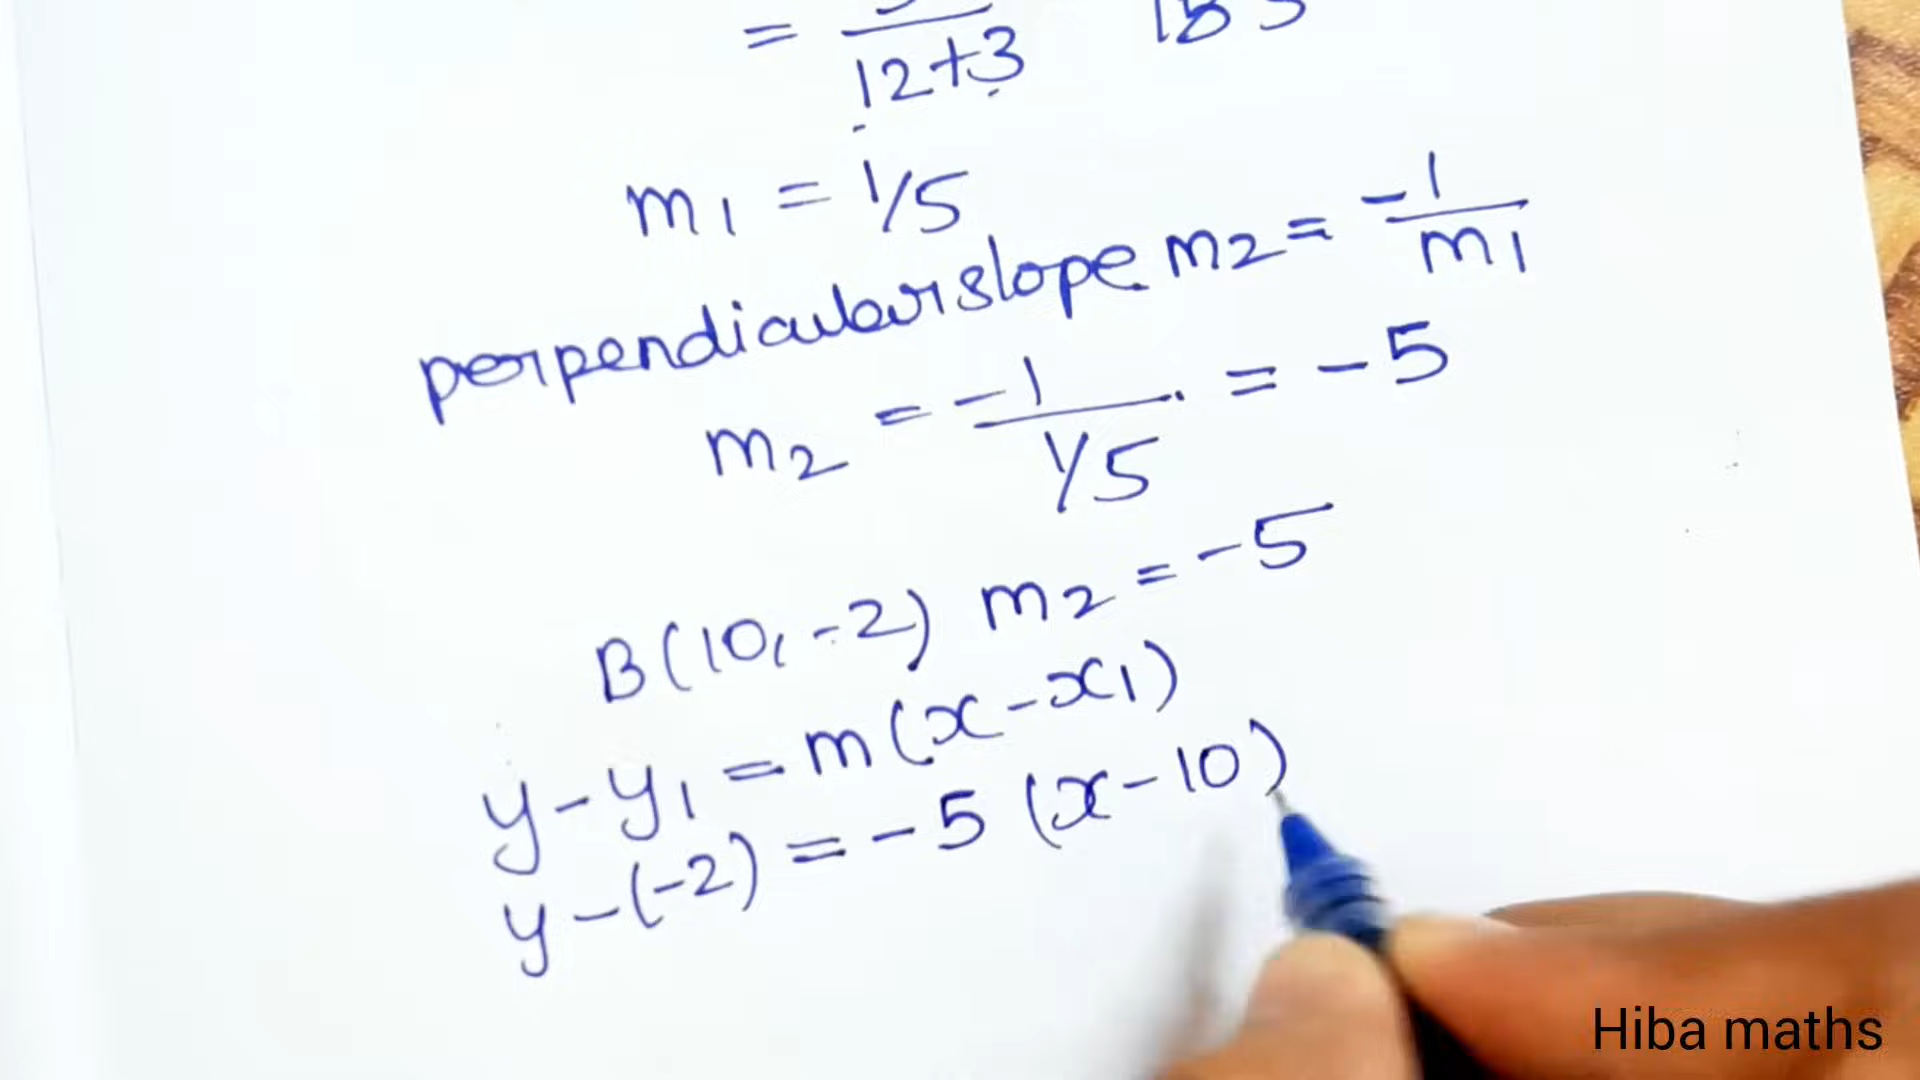 = /12+3
m1 = 1/5
perpendicular slope m2 = -1/m1
m2 = -1/1/5 = -5
B(10, -2) m2 = -5
y - y1 = m(x - x1)
y - (-2) = -5 (x - 10)
Hiba maths